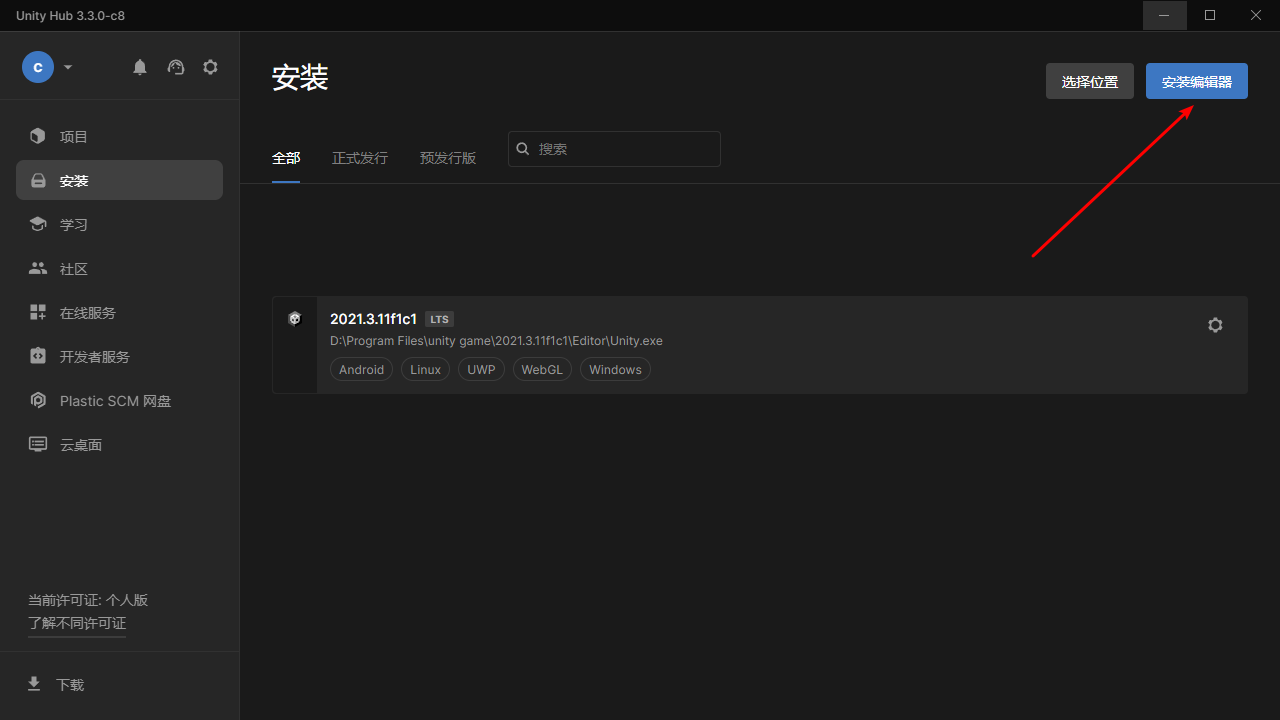 Unity Hub 3.3.0-c8
C
项目
安装
学习
社区
在线服务
开发者服务
Plastic SCM 网盘
云桌面
当前许可证: 个人版
了解不同许可证
下载
安装
选择位置
安装编辑器
全部
正式发行
预发行版
搜索
2021.3.11f1c1 LTS
D:\Program Files\unity game\2021.3.11f1c1\Editor\Unity.exe
Android Linux UWP WebGL Windows